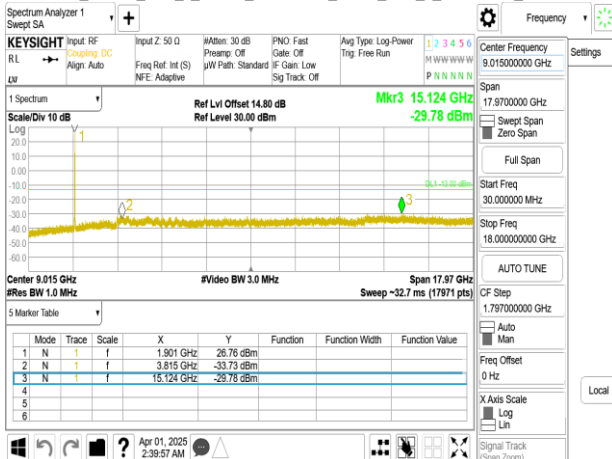 Spectrum Analyzer 1
Swept SA
+
Frequency
KEYSIGHT
RL
Input: RF
Coupling: DC
Align: Auto
Input Z: 50 Ω
Freq Ref: Int (S)
NFE: Adaptive
#Atten: 30 dB
Preamp: Off
µW Path: Standard
PNO: Fast
Gate: Off
IF Gain: Low
Sig Track: Off
Avg Type: Log-Power
Trig: Free Run
1 2 3 4 5 6
M W W W W W
P N N N N N
1 Spectrum
Scale/Div 10 dB
Ref Lvl Offset 14.80 dB
Ref Level 30.00 dBm
Mkr3 15.124 GHz
-29.78 dBm
Log
20.0
10.0
0.00
-10.0
-20.0
-30.0
-40.0
-50.0
-60.0
1
2
3
DL1 -13.00 dBm
Center 9.015 GHz
#Video BW 3.0 MHz
Span 17.97 GHz
#Res BW 1.0 MHz
Sweep ~32.7 ms (17971 pts)
5 Marker Table
Mode Trace Scale X Y Function Function Width Function Value
1 N 1 f 1.901 GHz 26.76 dBm
2 N 1 f 3.815 GHz -33.73 dBm
3 N 1 f 15.124 GHz -29.78 dBm
4
5
6
?
Apr 01, 2025
2:39:57 AM
Center Frequency
9.015000000 GHz
Span
17.9700000 GHz
Swept Span
Zero Span
Full Span
Start Freq
30.000000 MHz
Stop Freq
18.000000000 GHz
AUTO TUNE
CF Step
1.797000000 GHz
Auto
Man
Freq Offset
0 Hz
X Axis Scale
Log
Lin
Signal Track
(Span Zoom)
Settings
Local